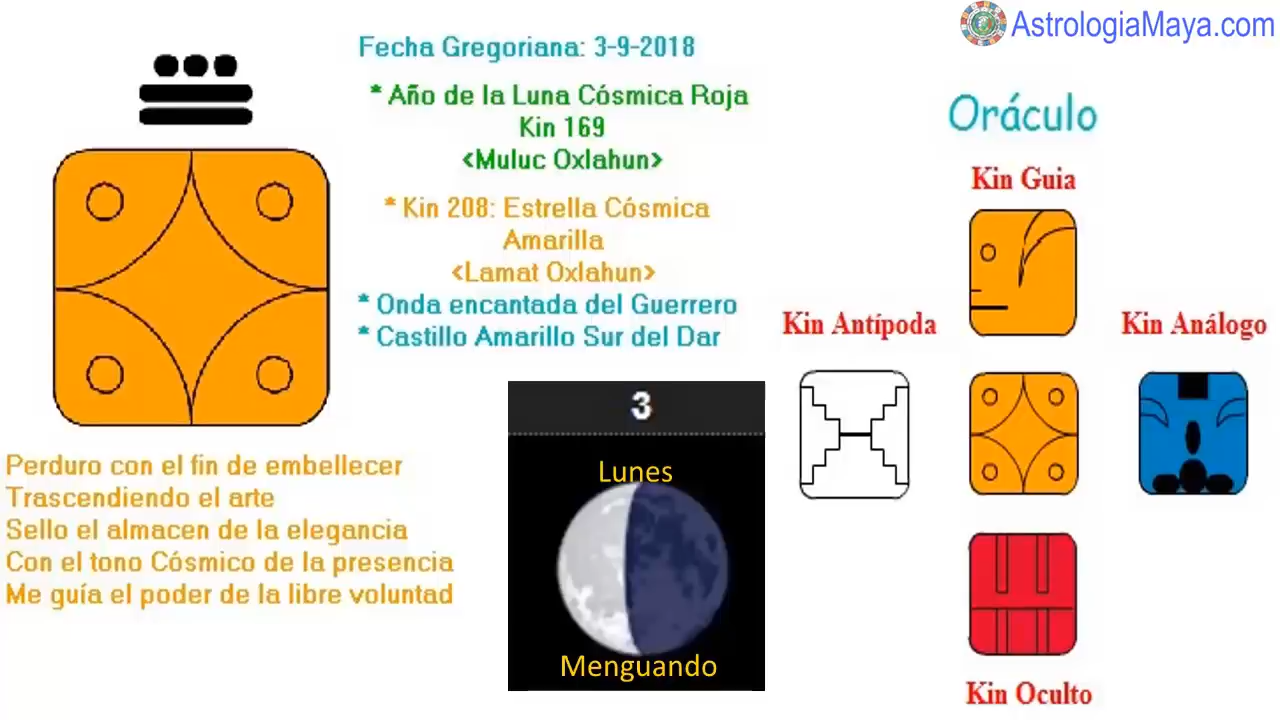 AstrologiaMaya.com
Fecha Gregoriana: 3-9-2018
* Año de la Luna Cósmica Roja
Kin 169
<Muluc Oxlahun>
* Kin 208: Estrella Cósmica
Amarilla
<Lamat Oxlahun>
* Onda encantada del Guerrero
* Castillo Amarillo Sur del Dar
Perduro con el fin de embellecer
Trascendiendo el arte
Sello el almacen de la elegancia
Con el tono Cósmico de la presencia
Me guía el poder de la libre voluntad
3
Lunes
Menguando
Oráculo
Kin Guia
Kin Antípoda
Kin Análogo
Kin Oculto